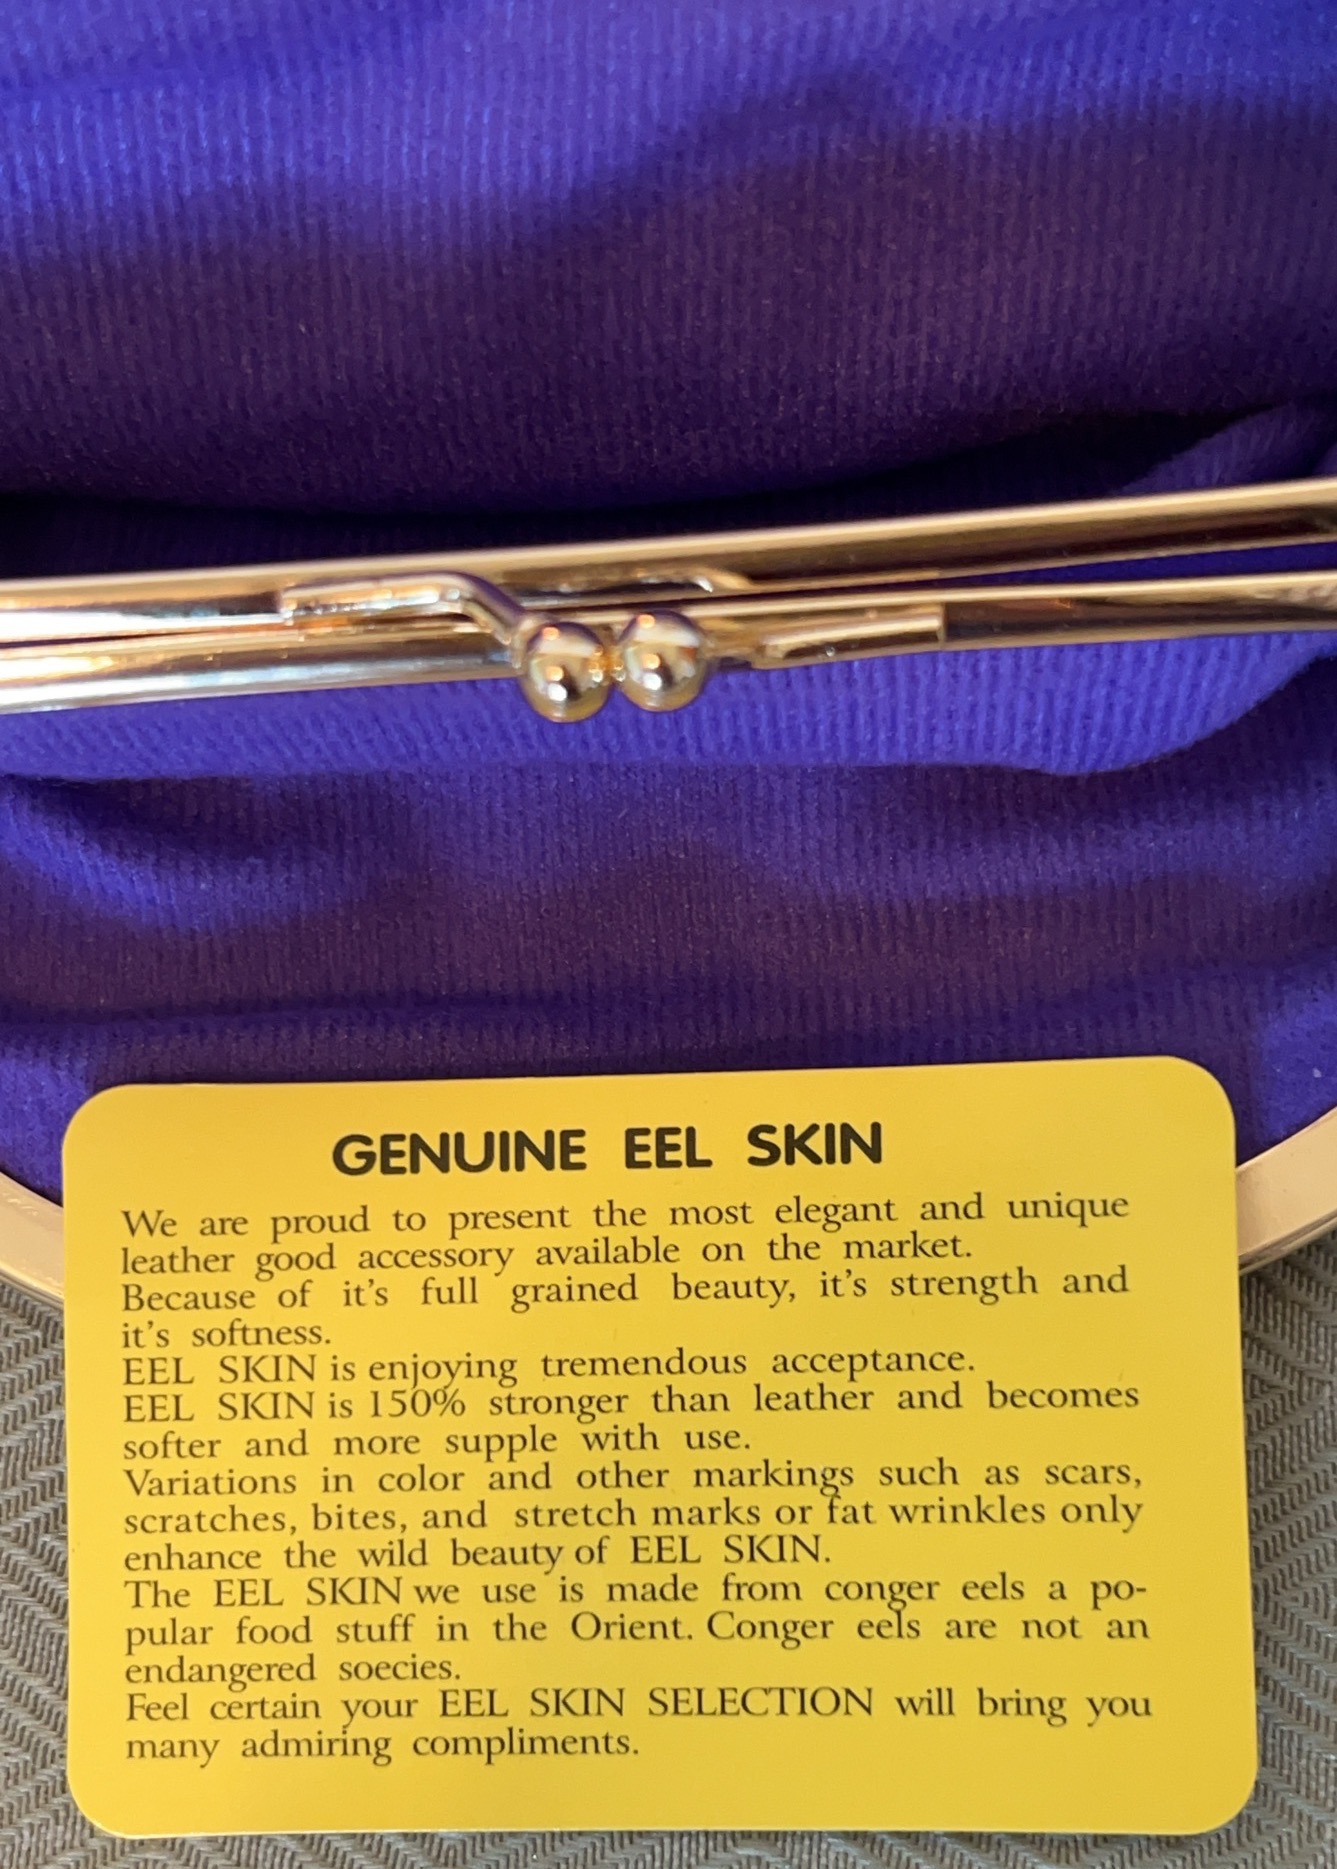 GENUINE EEL SKIN
We are proud to present the most elegant and unique
leather good accessory available on the market.
Because of it's full grained beauty, it's strength and
it's softness.
EEL SKIN is enjoying tremendous acceptance.
EEL SKIN is 150% stronger than leather and becomes
softer and more supple with use.
Variations in color and other markings such as scars,
scratches, bites, and stretch marks or fat wrinkles only
enhance the wild beauty of EEL SKIN.
The EEL SKIN we use is made from conger eels a po-
pular food stuff in the Orient. Conger eels are not an
endangered soecies.
Feel certain your EEL SKIN SELECTION will bring you
many admiring compliments.